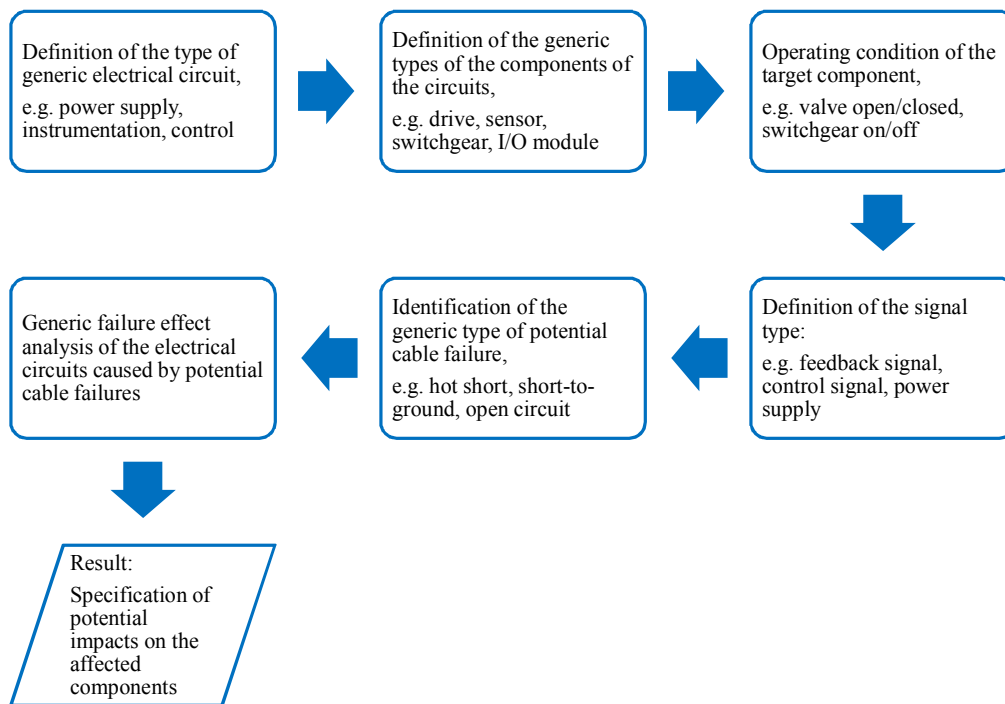 Definition of the type of
generic electrical circuit,
e.g. power supply,
instrumentation, control
Definition of the generic
types of the components of
the circuits,
e.g. drive, sensor,
switchgear, I/O module
Operating condition of the
target component,
e.g. valve open/closed,
switchgear on/off
Definition of the signal
type:
e.g. feedback signal,
control signal, power
supply
Identification of the
generic type of potential
cable failure,
e.g. hot short, short-to-
ground, open circuit
Generic failure effect
analysis of the electrical
circuits caused by potential
cable failures
Result:
Specification of
potential
impacts on the
affected
components